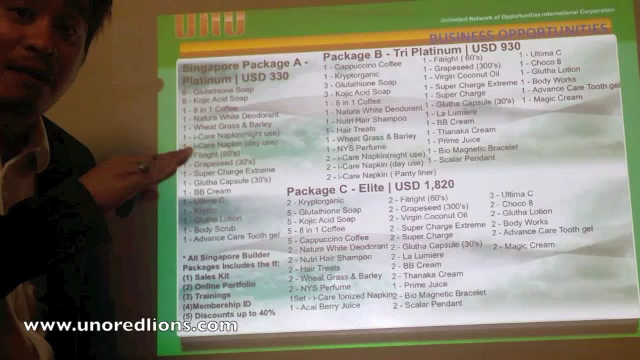 UNO
Unlimited Network of Opportunities International Corporation
BUSINESS OPPORTUNITIES
Singapore Package A -
Platinum | USD 330
6 - Glutathione Soap
6 - Kojic Acid Soap
1 - 8 in 1 Coffee
1 - Natura White Deodorant
1 - Wheat Grass & Barley
1 - i-Care Napkin(night use)
1 - i-Care Napkin (day use)
1 - Fitright (60's)
1 - Grapeseed (30's)
1 - Super Charge Extreme
1 - Glutha Capsule (30's)
1 - BB Cream
1 - Ultima C
1 - Krypto
1 - Glutha Lotion
1 - Body Scrub
1 - Advance Care Tooth gel
* All Singapore Builder
Packages Includes the ff:
(1) Sales Kit
(2) Online Portfolio
(3) Trainings
(4)Membership ID
(5) Discounts up to 40%
Package B - Tri Platinum | USD 930
1 - Cappuccino Coffee
1 - Kryptorganic
3 - Glutathione Soap
3 - Kojic Acid Soap
1 - 8 in 1 Coffee
1 - Natura White Deodorant
1 - Nutri Hair Shampoo
1 - Hair Treats
1 - Wheat Grass & Barley
1 - NYS Perfume
2 - i-Care Napkin(night use)
2 - i-Care Napkin (day use)
2 - i-Care Napkin ( Panty liner)
1 - Fitright ( 60's)
1 - Grapeseed (300's)
1 - Virgin Coconut Oil
1 - Super Charge Extreme
1 - Super Charge
1 - Glutha Capsule (30's)
1 - La Lumiere
1 - BB Cream
1 - Thanaka Cream
1 - Prime Juice
1 - Bio Magnetic Bracelet
1 - Scalar Pendant
1 - Ultima C
1 - Choco 8
1 - Glutha Lotion
1 - Body Works
1 - Advance Care Tooth gel
1 - Magic Cream
Package C - Elite | USD 1,820
2 - Kryptorganic
5 - Glutathione Soap
5 - Kojic Acid Soap
5 - 8 in 1 Coffee
5 - Cappuccino Coffee
2 - Natura White Deodorant
2 - Nutri Hair Shampoo
2 - Hair Treats
2 - Wheat Grass & Barley
2 - NYS Perfume
1Set - i-Care Ionized Napkin
1 - Acai Berry Juice
2 - Fitright (60's)
2 - Grapeseed (300's)
2 - Virgin Coconut Oil
2 - Super Charge Extreme
2 - Super Charge
2 - Glutha Capsule (30's)
2 - La Lumiere
2 - BB Cream
2 - Thanaka Cream
1 - Prime Juice
2 - Bio Magnetic Bracelet
2 - Scalar Pendant
3 - Ultima C
2 - Choco 8
2 - Glutha Lotion
2 - Body Works
2 - Advance Care Tooth gel
2 - Magic Cream
www.unoredlions.com